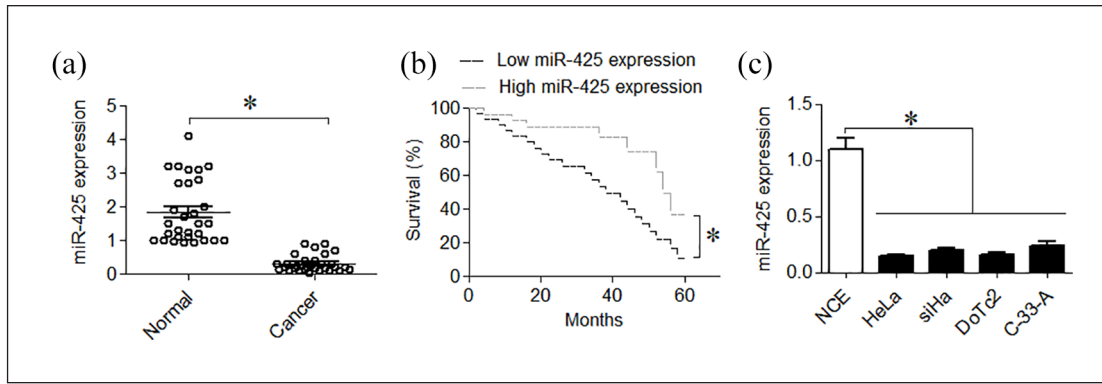 (a)
*
miR-425 expression
5
4
3
2
1
0
Normal
Cancer
(b)
Low miR-425 expression
High miR-425 expression
Survival (%)
100
80
60
40
20
0
0
20
40
60
Months
*
(c)
miR-425 expression
1.5
1.0
0.5
0.0
*
NCE
HeLa
siHa
DoTc2
C-33-A